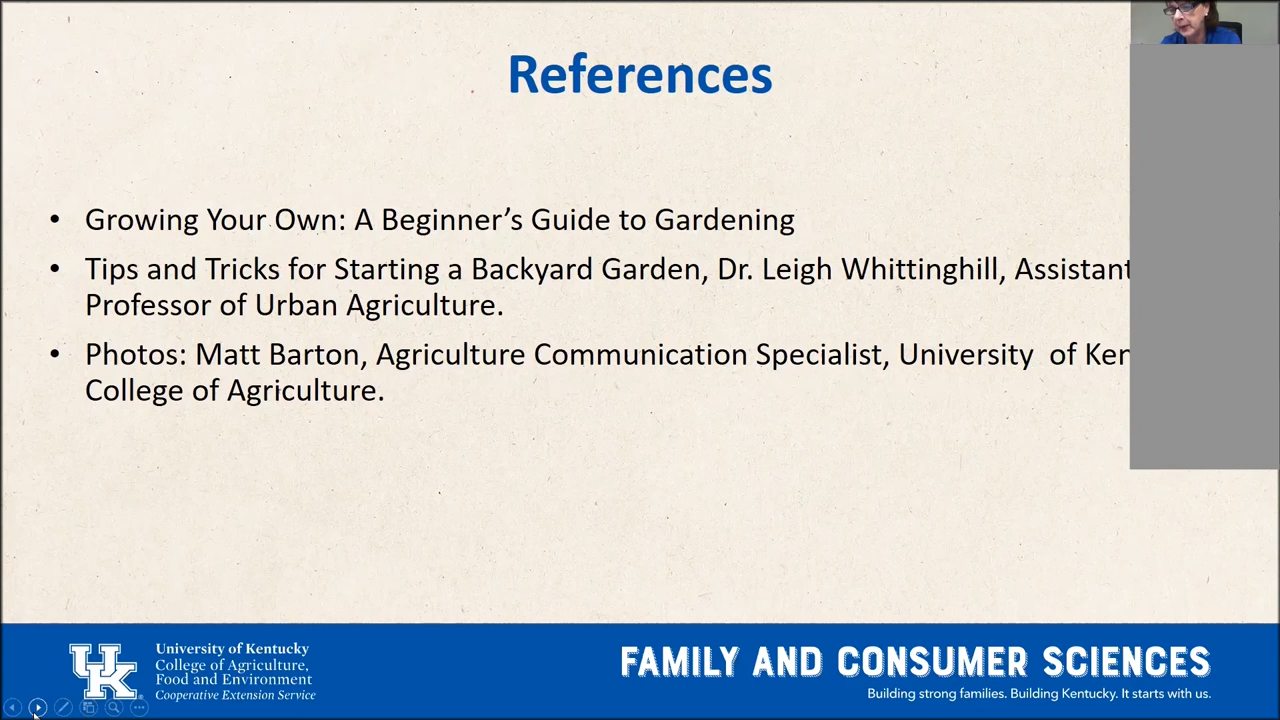 References
• Growing Your Own: A Beginner’s Guide to Gardening
• Tips and Tricks for Starting a Backyard Garden, Dr. Leigh Whittinghill, Assistant
Professor of Urban Agriculture.
• Photos: Matt Barton, Agriculture Communication Specialist, University of Ken
College of Agriculture.
UK
University of Kentucky
College of Agriculture,
Food and Environment
Cooperative Extension Service
FAMILY AND CONSUMER SCIENCES
Building strong families. Building Kentucky. It starts with us.